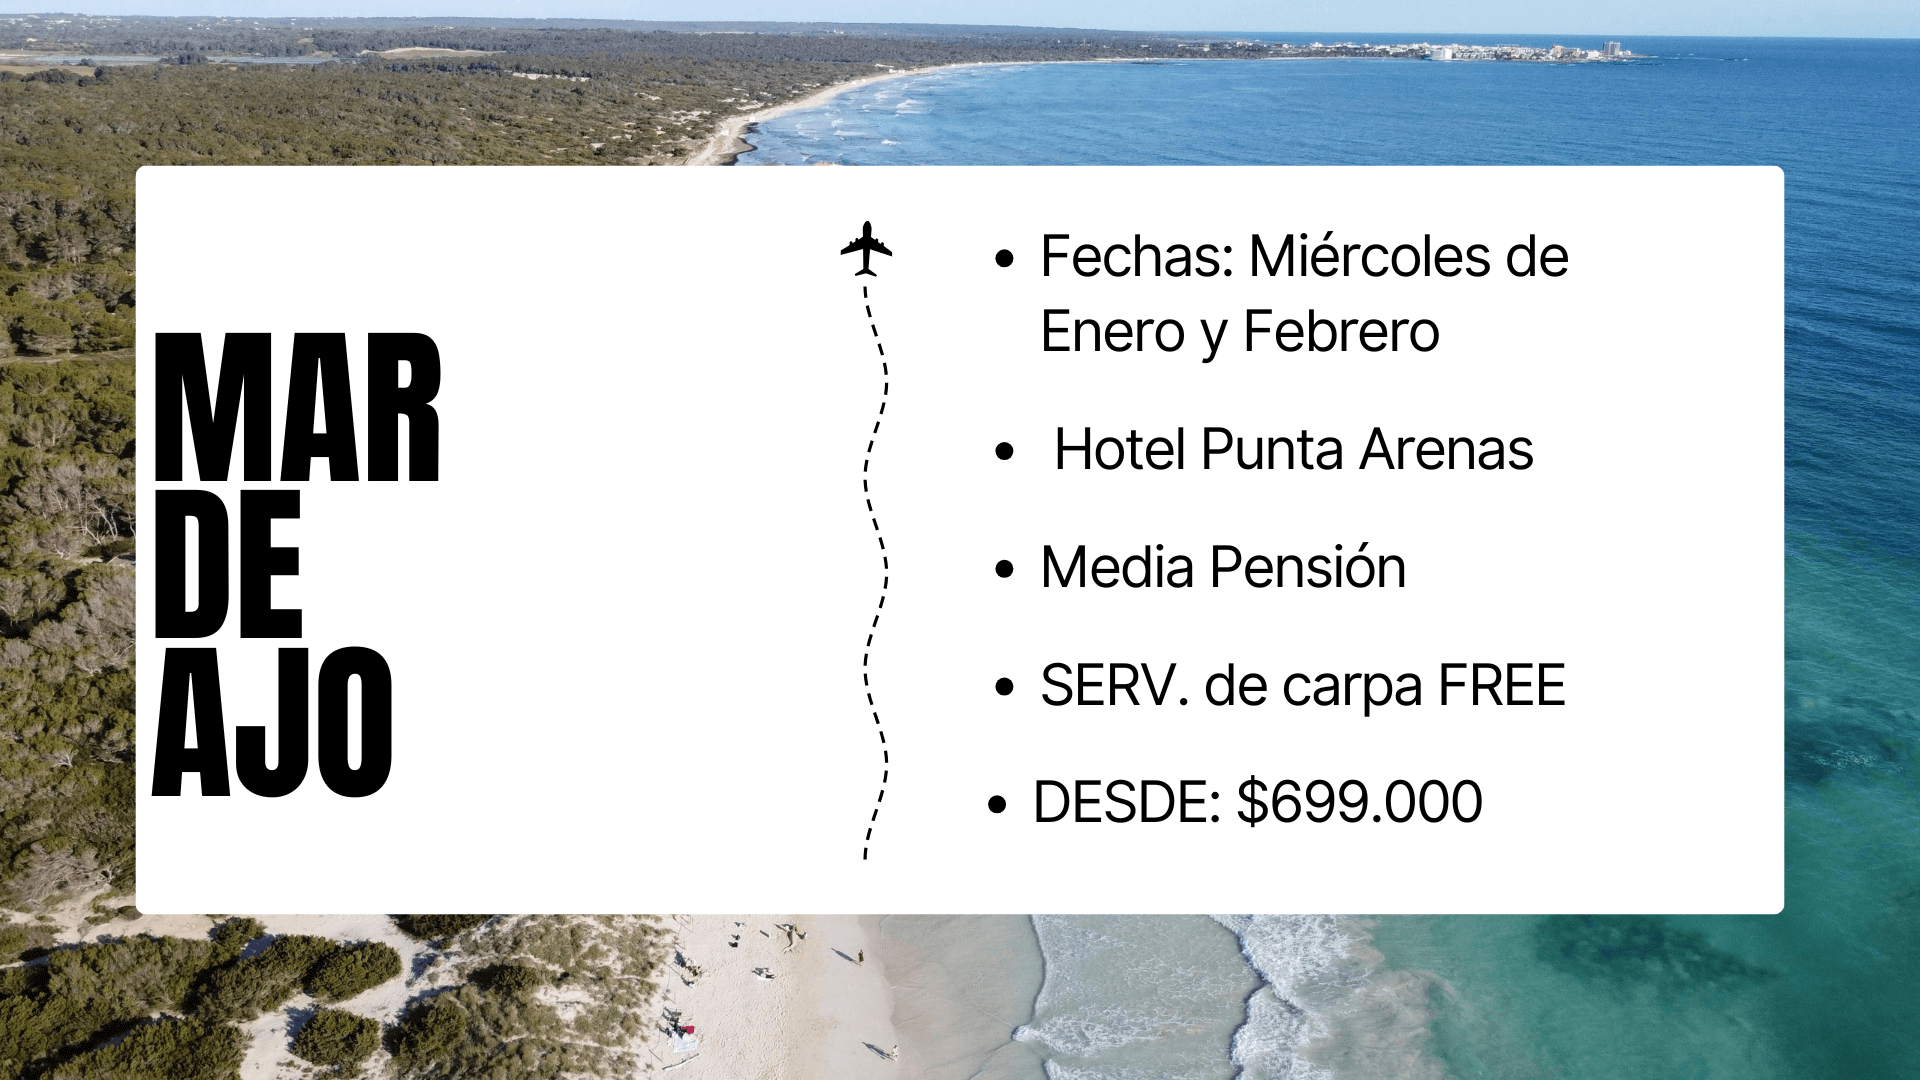 MAR
DE
AJO
• Fechas: Miércoles de
Enero y Febrero
• Hotel Punta Arenas
• Media Pensión
• SERV. de carpa FREE
• DESDE: $699.000